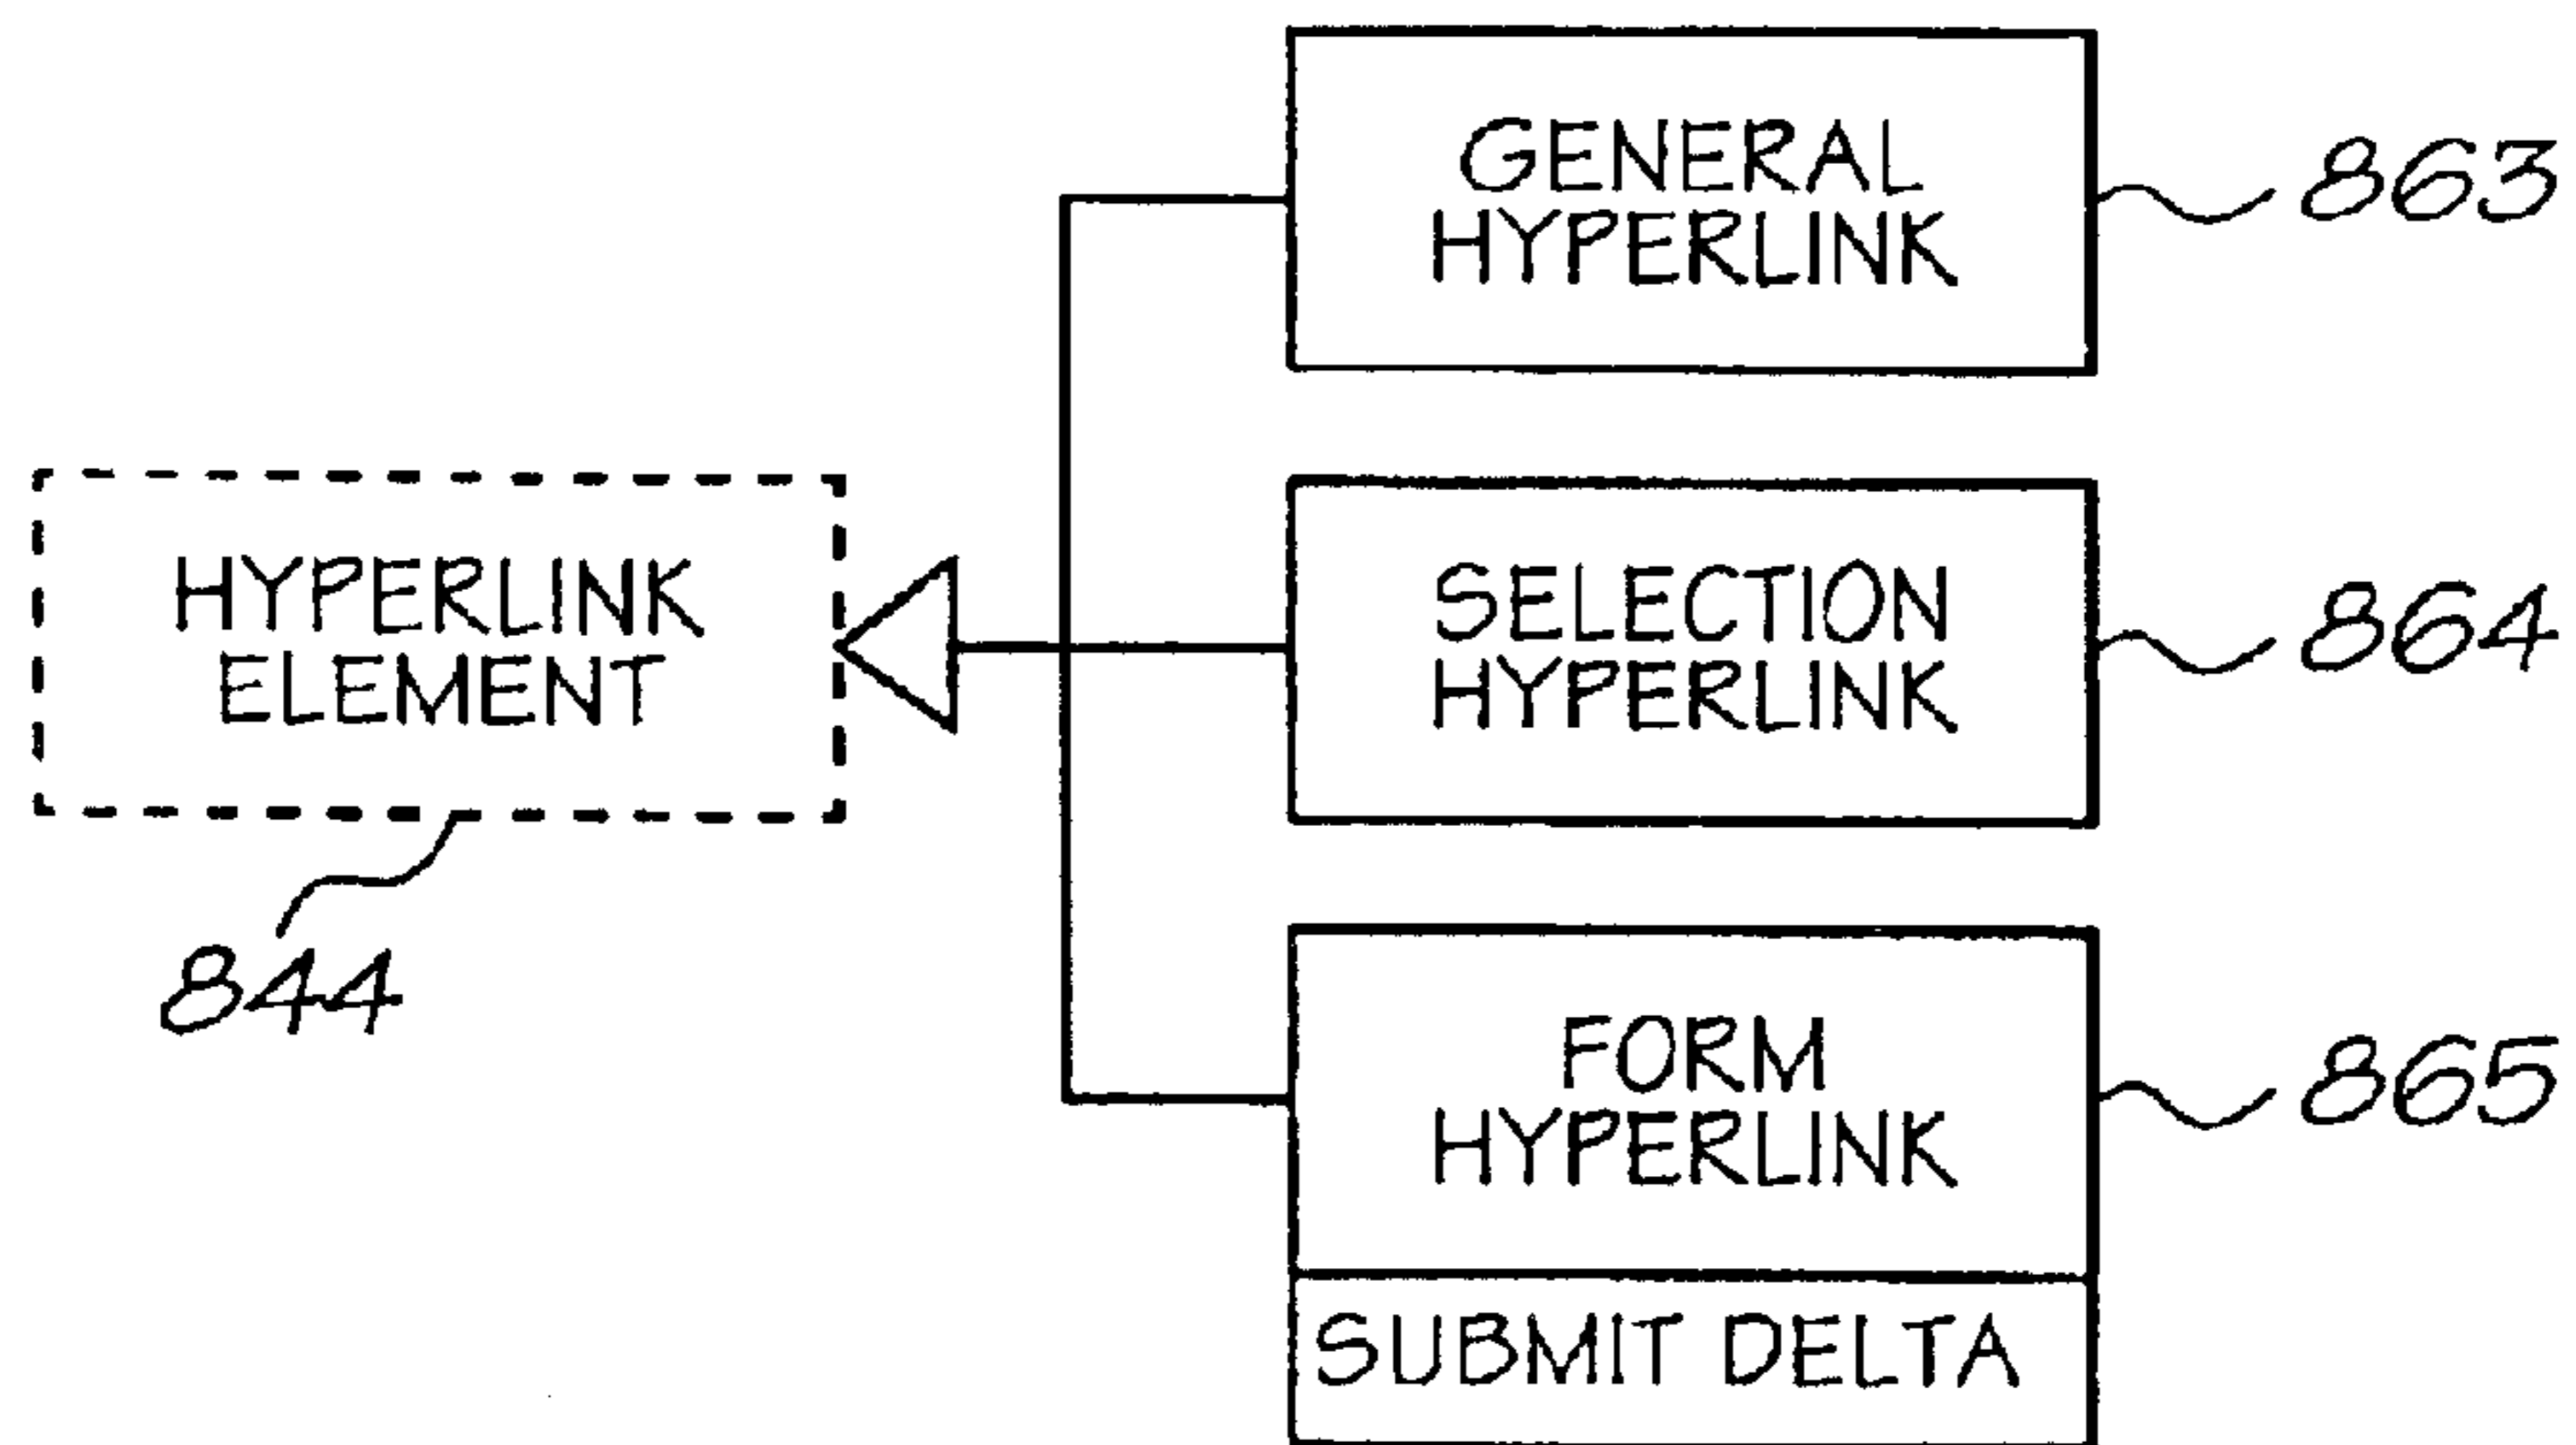 GENERAL
HYPERLINK
863
HYPERLINK
ELEMENT
844
SELECTION
HYPERLINK
864
FORM
HYPERLINK
865
SUBMIT DELTA